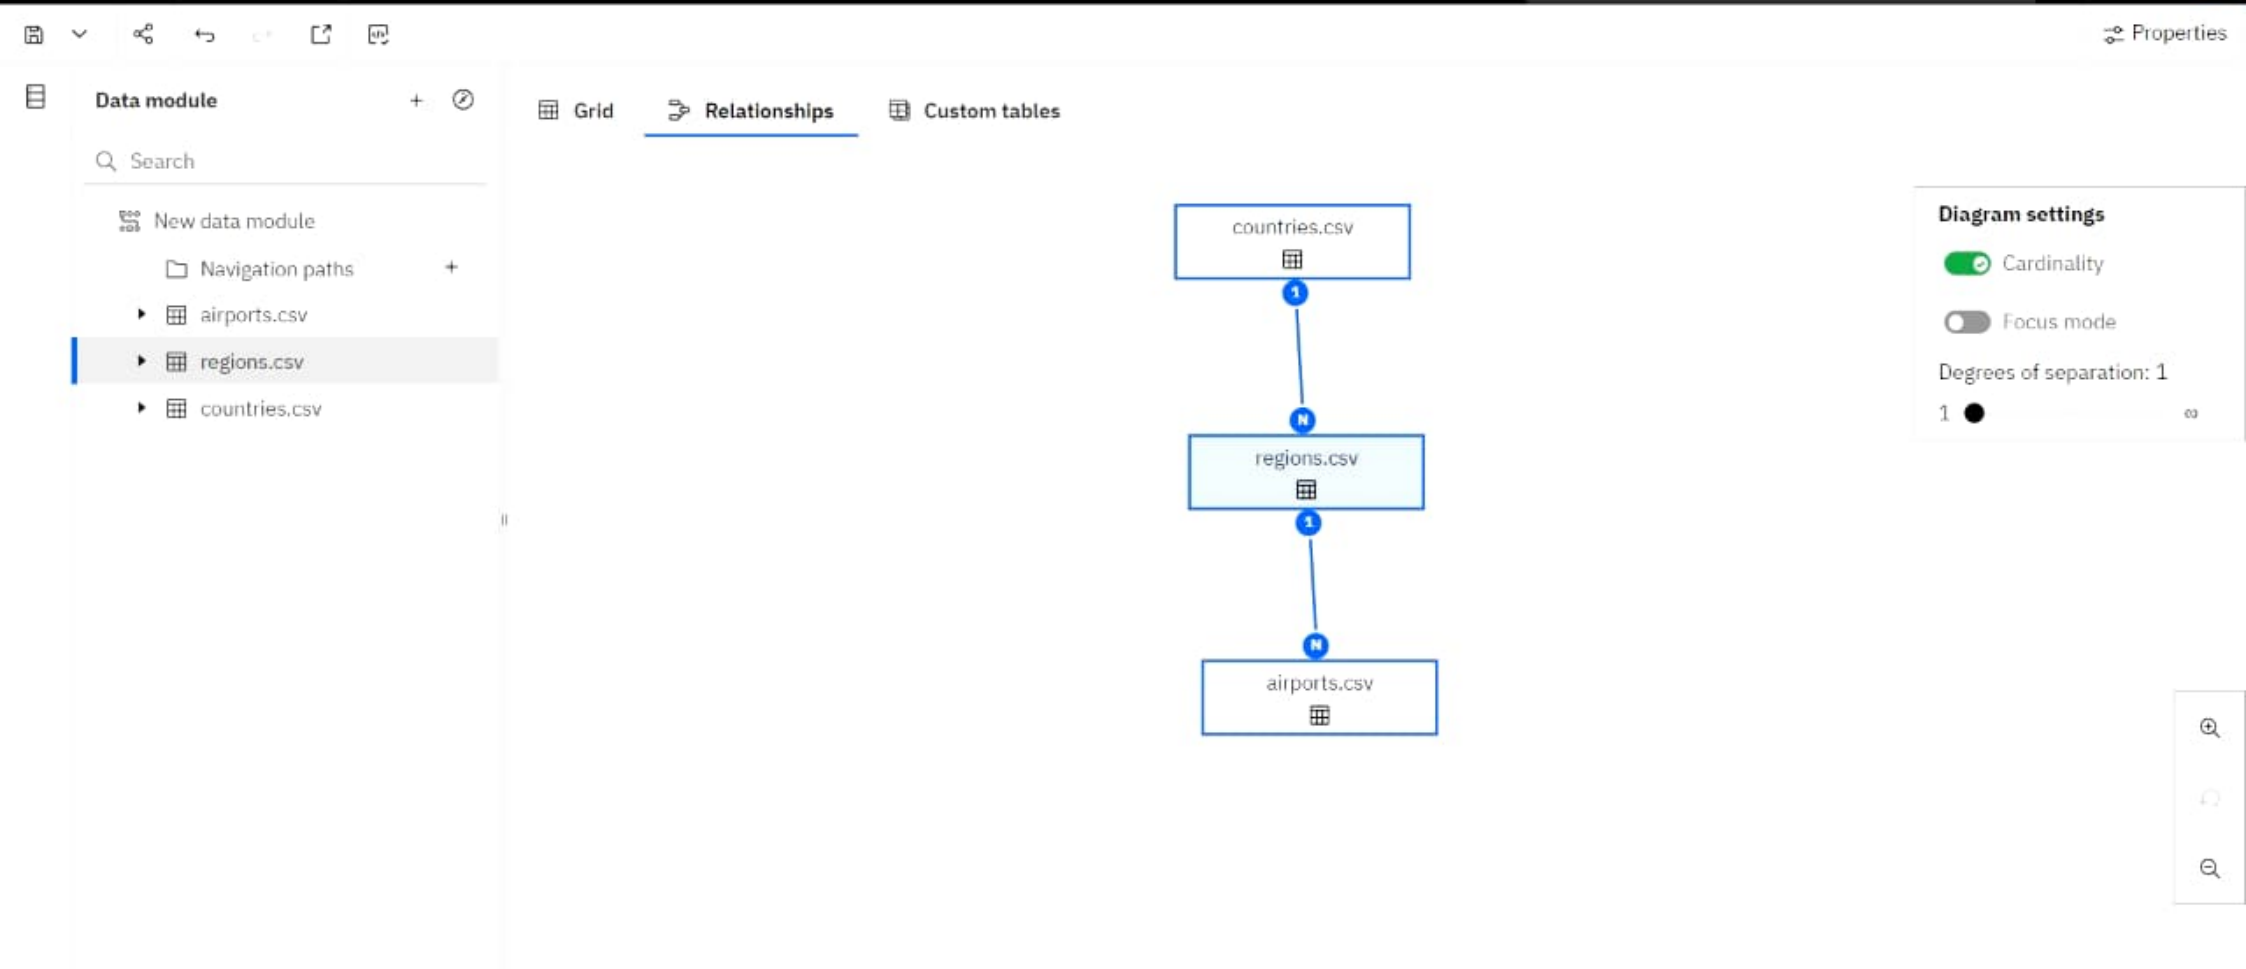 Properties
Data module
Search
New data module
Navigation paths
airports.csv
regions.csv
countries.csv
Grid
Relationships
Custom tables
countries.csv
1
N
regions.csv
1
N
airports.csv
Diagram settings
Cardinality
Focus mode
Degrees of separation: 1
1 ∞